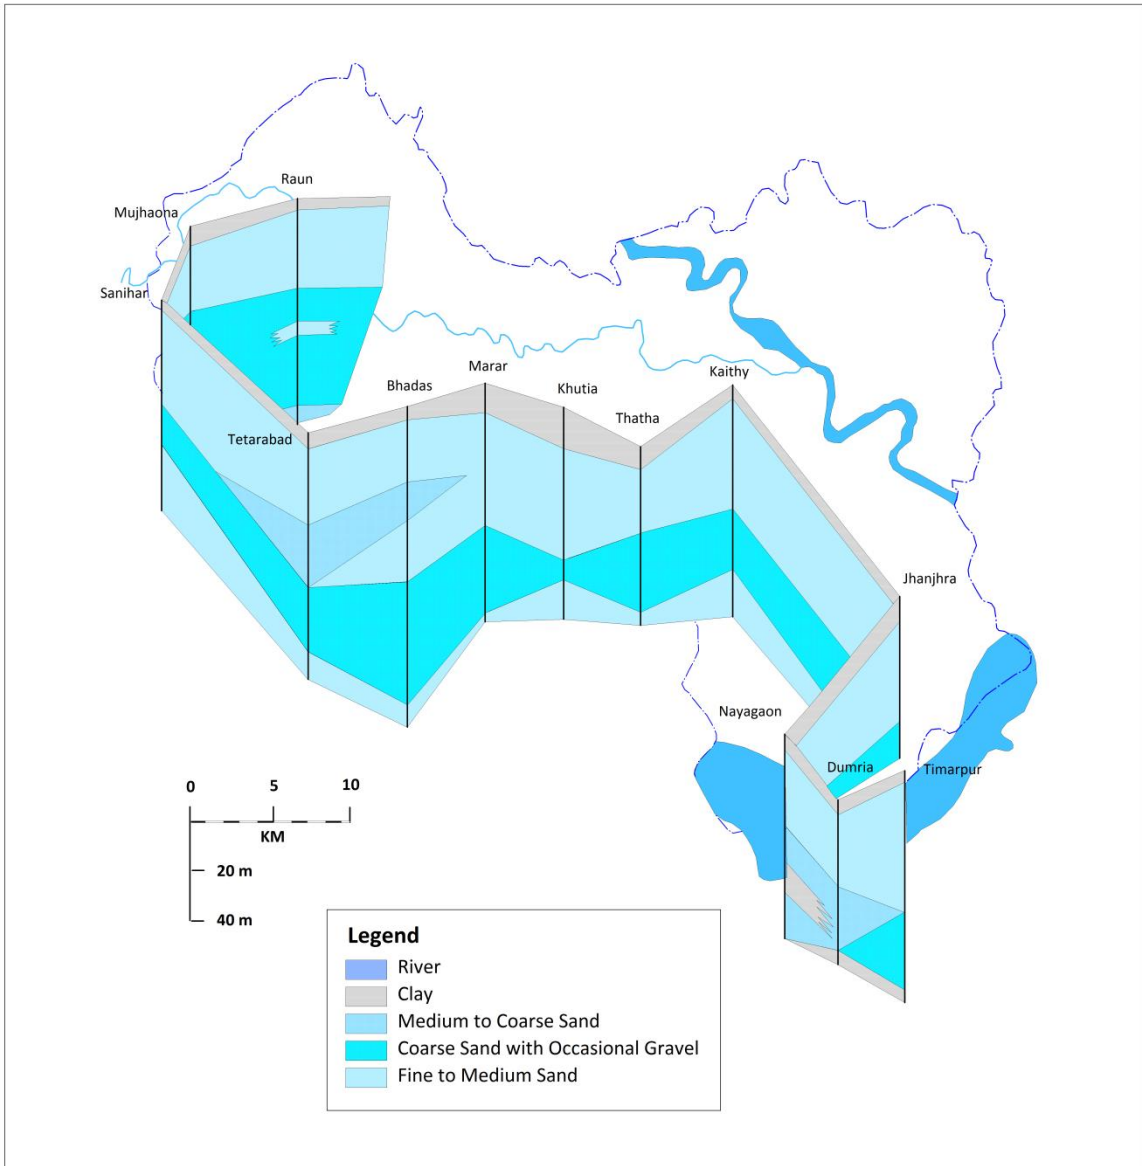 Raun
Mujhaona
Sanihar
Marar
Kaithy
Bhadas
Khutia
Thatha
Tetarabad
Jhanjhra
Nayagaon
Dumria
Timarpur
0 5 10
KM
20 m
40 m
Legend
River
Clay
Medium to Coarse Sand
Coarse Sand with Occasional Gravel
Fine to Medium Sand